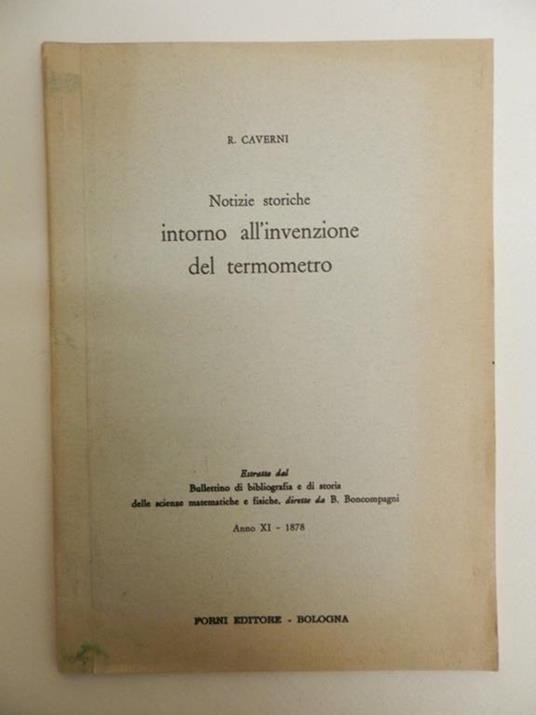 R. CAVERNI
Notizie storiche
intorno all'invenzione
del termometro
Estratto dal
Bullettino di bibliografia e di storia
delle scienze matematiche e fisiche, diretto da B. Boncompagni
Anno XI - 1878
FORNI EDITORE - BOLOGNA